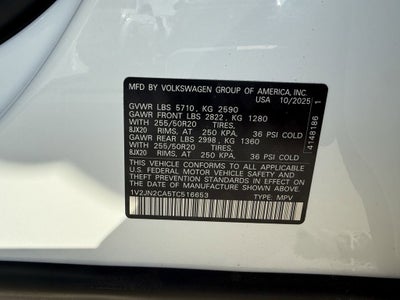 MFD BY VOLKSWAGEN GROUP OF AMERICA, INC.
USA 10/2025
GVWR LBS 5710, KG 2590
GAWR FRONT LBS 2822, KG 1280
WITH 255/50R20 TIRES,
8JX20 RIMS, AT 250 KPA. 36 PSI COLD
GAWR REAR LBS 2998, KG 1360
WITH 255/50R20 TIRES,
8JX20 RIMS, AT 250 KPA. 36 PSI COLD
THIS VEHICLE CONFORMS TO ALL APPLICABLE
U.S. FEDERAL MOTOR VEHICLE SAFETY STANDARDS
IN EFFECT ON THE DATE OF MANUFACTURE
SHOWN ABOVE.
1V2JN2CA5TC516653 TYPE: MPV
4148186 1